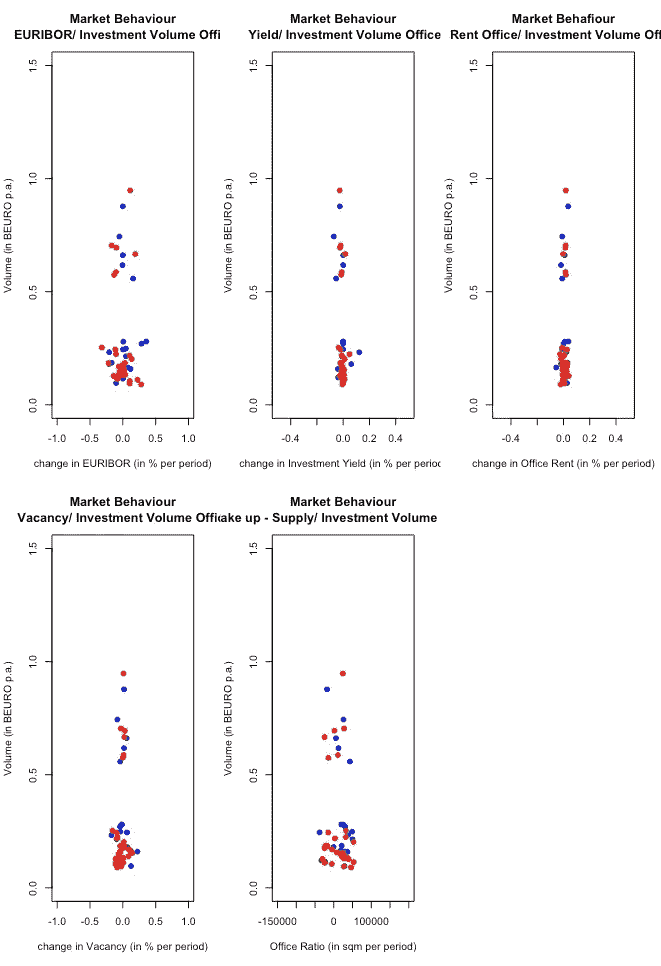 Market Behaviour
EURIBOR/ Investment Volume Offi
Market Behaviour
Yield/ Investment Volume Office
Market Behafiour
Rent Office/ Investment Volume Off
Volume (in BEURO p.a.)
1.5
1.0
0.5
0.0
-1.0 -0.5 0.0 0.5 1.0
change in EURIBOR (in % per period)
Volume (in BEURO p.a.)
1.5
1.0
0.5
0.0
-0.4 0.0 0.2 0.4
change in Investment Yield (in % per perioc
Volume (in BEURO p.a.)
1.5
1.0
0.5
0.0
-0.4 0.0 0.2 0.4
change in Office Rent (in % per period)
Market Behaviour
Vacancy/ Investment Volume Offic
Market Behaviour
ake up - Supply/ Investment Volume
Volume (in BEURO p.a.)
1.5
1.0
0.5
0.0
-1.0 -0.5 0.0 0.5 1.0
change in Vacancy (in % per period)
Volume (in BEURO p.a.)
1.5
1.0
0.5
0.0
-150000 0 100000
Office Ratio (in sqm per period)